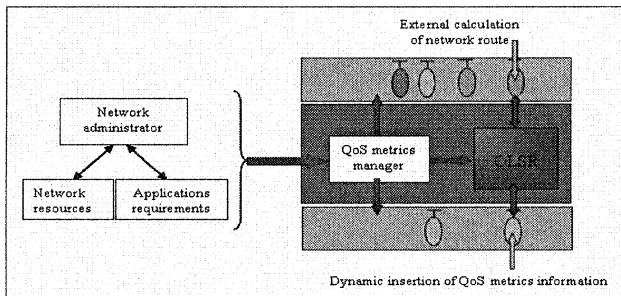 External calculation
of network route
Network
administrator
Network
resources
Applications
requirements
QoS metrics
manager
OLSR
Dynamic insertion of QoS metrics information